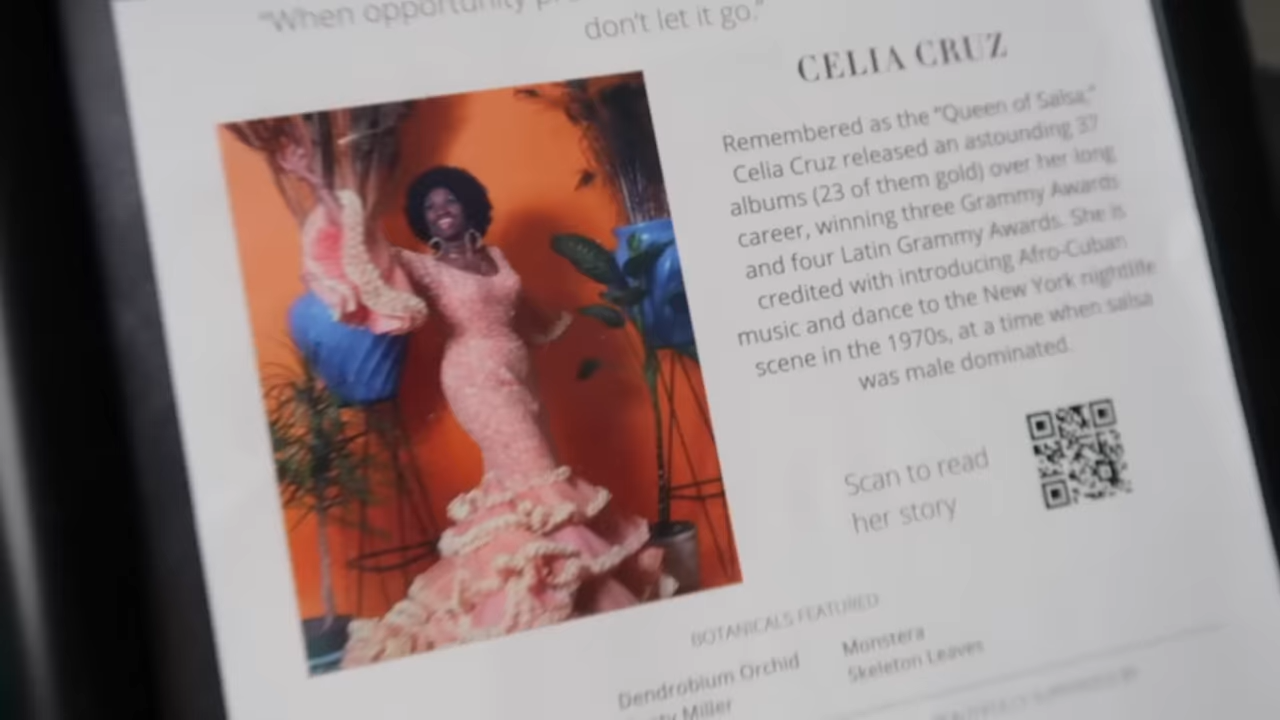 "When opportunity
don't let it go."
CELIA CRUZ
Remembered as the "Queen of Salsa,"
Celia Cruz released an astounding 37
albums (23 of them gold) over her long
career, winning three Grammy Awards
and four Latin Grammy Awards. She is
credited with introducing Afro-Cuban
music and dance to the New York nightlife
scene in the 1970s, at a time when salsa
was male dominated.
Scan to read
her story
BOTANICALS FEATURED
Dendrobium Orchid
Monstera
Miller
Skeleton Leaves